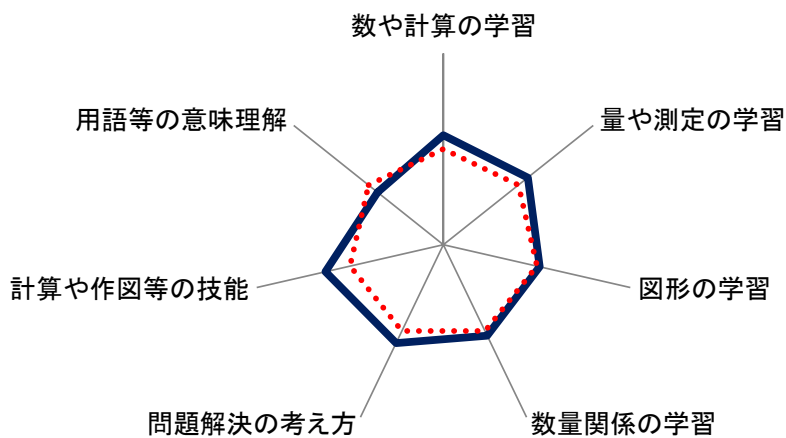 数や計算の学習
用語等の意味理解
量や測定の学習
計算や作図等の技能
図形の学習
問題解決の考え方
数量関係の学習